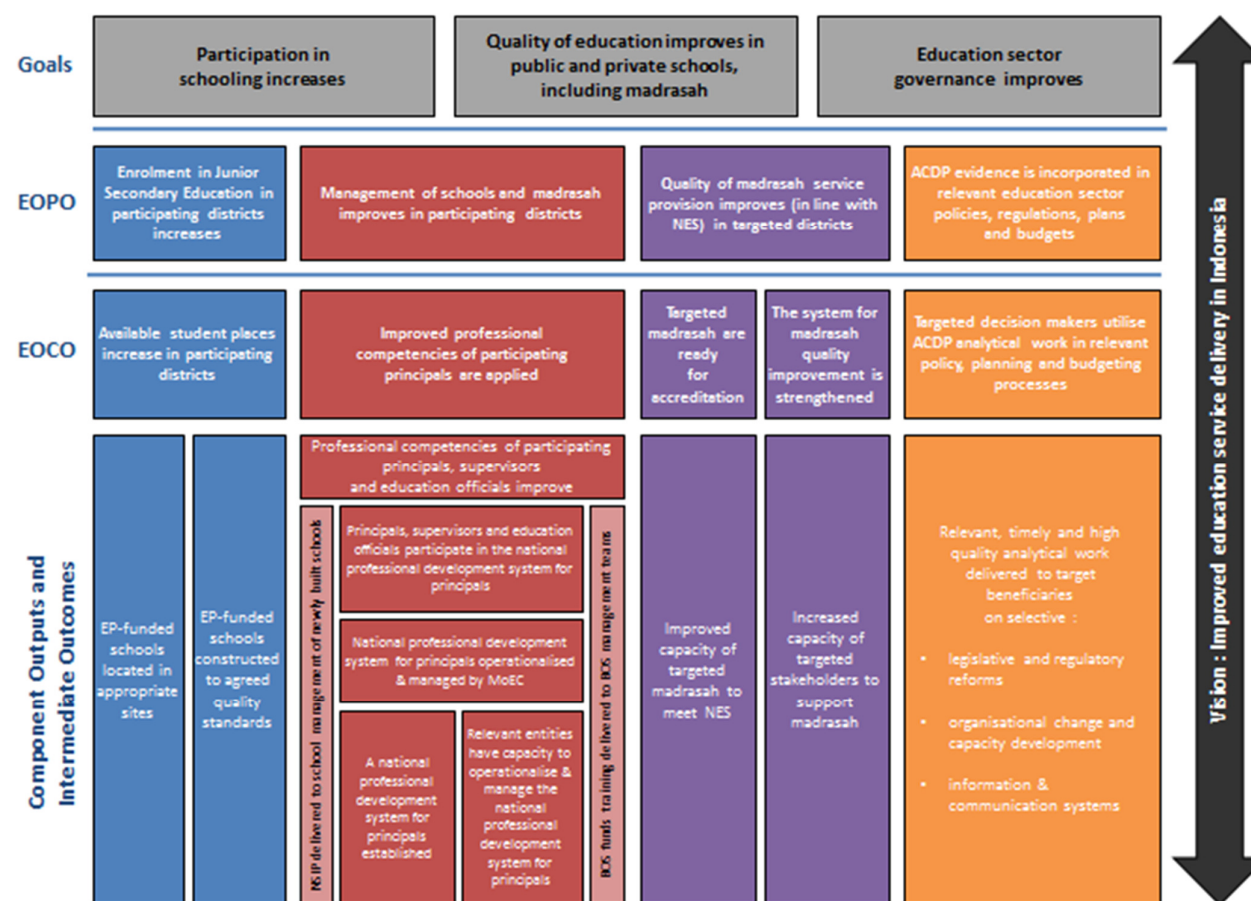 Goals
Participation in
schooling increases
Quality of education improves in
public and private schools,
including madrasah
Education sector
governance improves
EOPO
Enrolment in Junior
Secondary Education in
participating districts
increases
Management of schools and madrasah
improves in participating districts
Quality of madrasah service
provision improves (in line with
NES) in targeted districts
ACDP evidence is incorporated in
relevant education sector
policies, regulations, plans
and budgets
EOCO
Available student places
increase in participating
districts
Improved professional
competencies of participating
principals are applied
Targeted
madrasah are
ready
for
accreditation
The system for
madrasah
quality
improvement is
strengthened
Targeted decision makers utilise
ACDP analytical work in relevant
policy, planning and budgeting
processes
Component Outputs and
Intermediate Outcomes
EP-funded
schools
located in
appropriate
sites
EP-funded
schools
constructed
to agreed
quality
standards
Professional competencies of participating
principals, supervisors
and education officials improve
NSIP delivered to school management of newly built schools
Principals, supervisors and education
officials participate in the national
professional development system for
principals
National professional development
system for principals operationalised
& managed by MoEC
A national
professional
development
system for
principals
established
Relevant entities
have capacity to
operationalise &
manage the
national
professional
development
system for
principals
BOS funds training delivered to BOS management teams
Improved
capacity of
targeted
madrasah to
meet NES
Increased
capacity of
targeted
stakeholders to
support
madrasah
Relevant, timely and high
quality analytical work
delivered to target
beneficiaries
on selective :
• legislative and regulatory
reforms
• organisational change and
capacity development
• information &
communication systems
Vision : Improved education service delivery in Indonesia